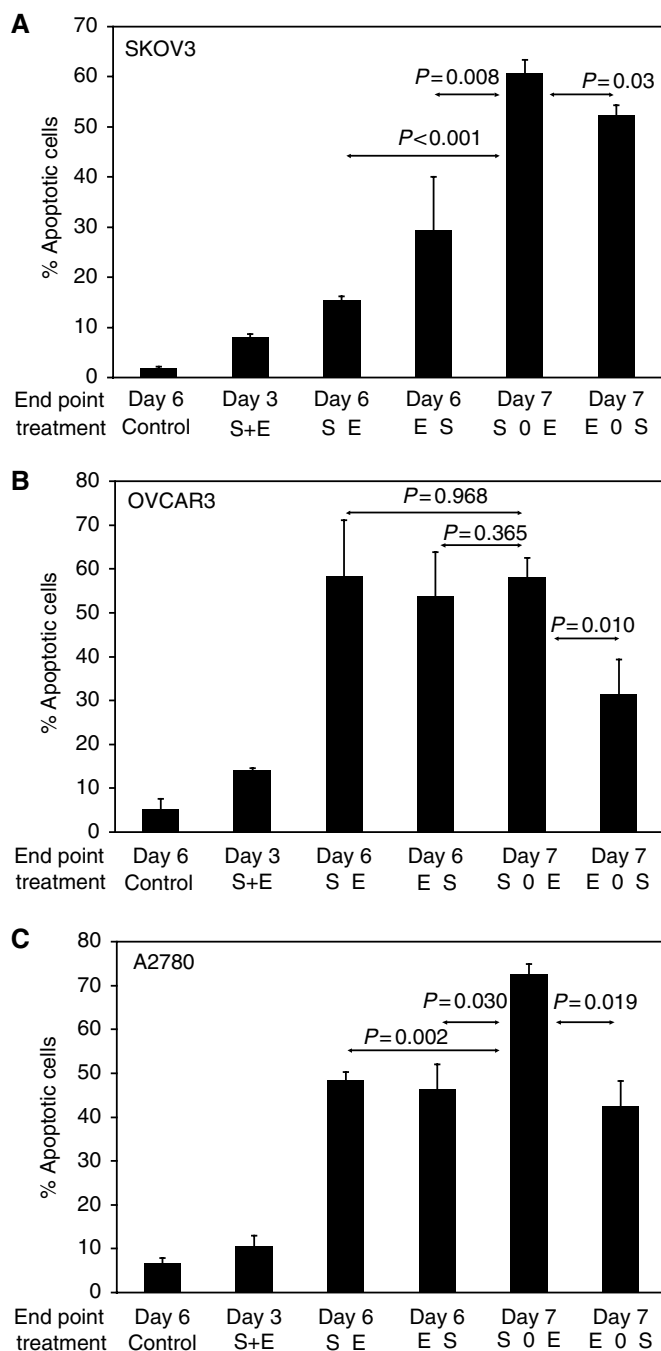 A
SKOV3
% Apoptotic cells
70
60
50
40
30
20
10
0
P=0.008
P=0.03
P<0.001
End point Day 6 Day 3 Day 6 Day 6 Day 7 Day 7
treatment Control S+E S E E S S 0 E E 0 S
B
OVCAR3
% Apoptotic cells
80
70
60
50
40
30
20
10
0
P=0.968
P=0.365
P=0.010
End point Day 6 Day 3 Day 6 Day 6 Day 7 Day 7
treatment Control S+E S E E S S 0 E E 0 S
C
A2780
% Apoptotic cells
80
70
60
50
40
30
20
10
0
P=0.030
P=0.019
P=0.002
End point Day 6 Day 3 Day 6 Day 6 Day 7 Day 7
treatment Control S+E S E E S S 0 E E 0 S